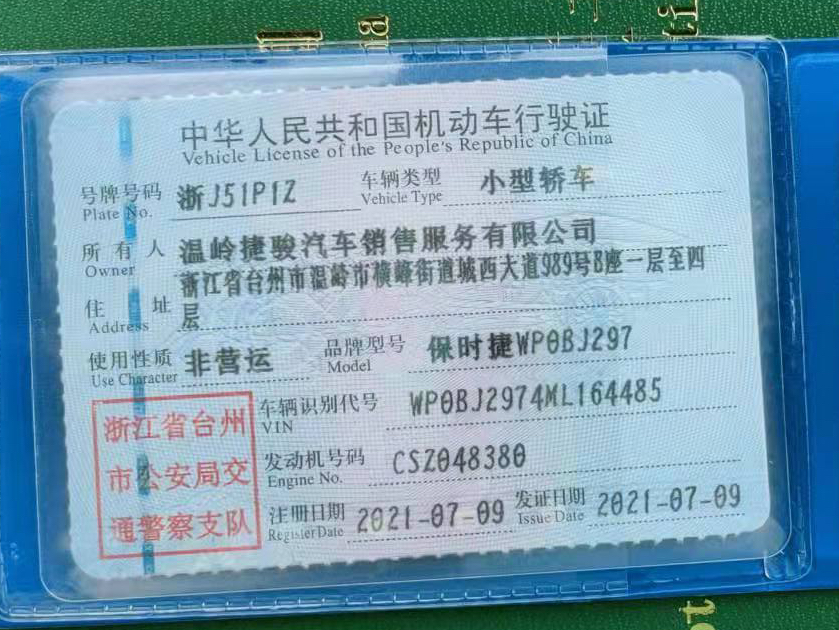 中华人民共和国机动车行驶证
Vehicle License of the People's Republic of China
号牌号码 浙J51P1Z 车辆类型 小型轿车
Plate No. Vehicle Type
所有人 温岭捷骏汽车销售服务有限公司
Owner
浙江省台州市温岭市横峰街道城西大道989号B座一层至四
住址 层
Address
使用性质 非营运 品牌型号 保时捷WP0BJ297
Use Character Model
浙江省台州
市公安局交
通警察支队
车辆识别代号 WP0BJ2974ML164485
VIN
发动机号码 CSZ048380
Engine No.
注册日期 2021-07-09 发证日期 2021-07-09
Register Date Issue Date